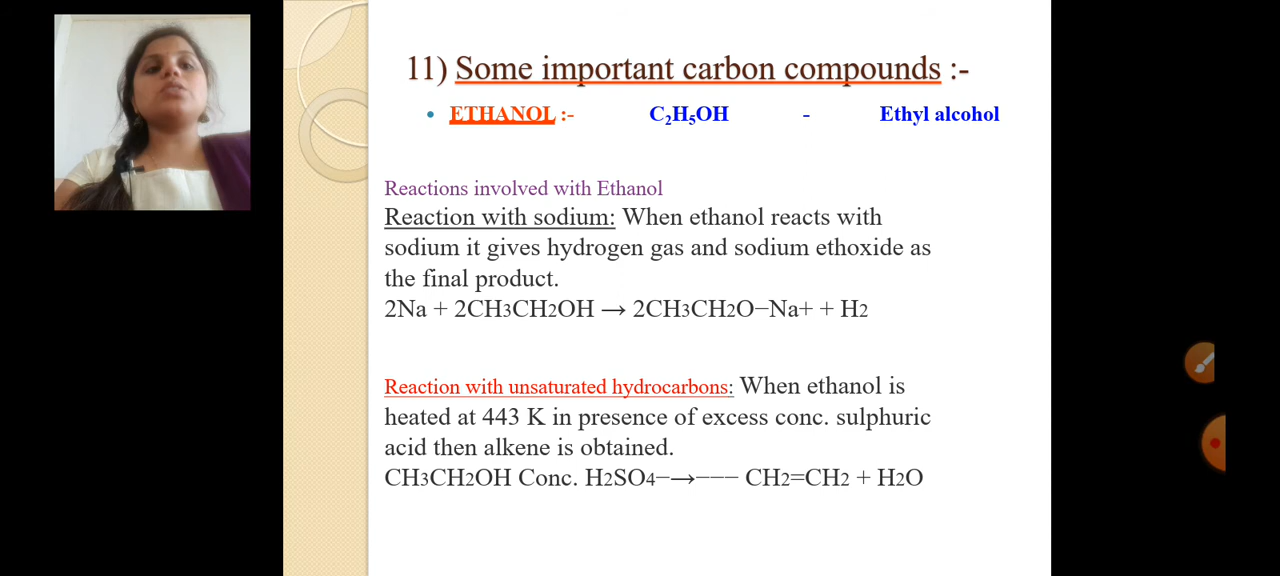 11) Some important carbon compounds :-
• ETHANOL :- C₂H₅OH - Ethyl alcohol
Reactions involved with Ethanol
Reaction with sodium: When ethanol reacts with
sodium it gives hydrogen gas and sodium ethoxide as
the final product.
2Na + 2CH3CH2OH → 2CH3CH2O−Na+ + H2
Reaction with unsaturated hydrocarbons: When ethanol is
heated at 443 K in presence of excess conc. sulphuric
acid then alkene is obtained.
CH3CH2OH Conc. H2SO4−→−−− CH2=CH2 + H2O